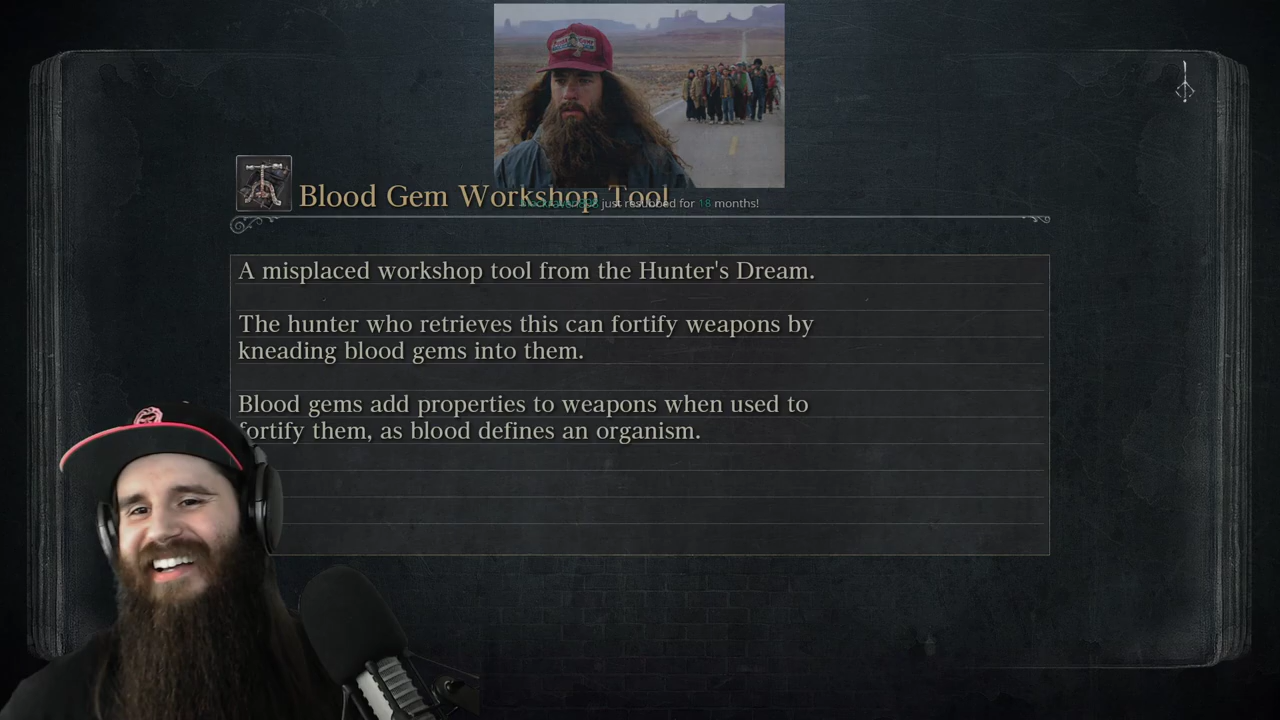 Blood Gem Workshop Tool
just resubbed for 18 months!
A misplaced workshop tool from the Hunter's Dream.
The hunter who retrieves this can fortify weapons by
kneading blood gems into them.
Blood gems add properties to weapons when used to
fortify them, as blood defines an organism.